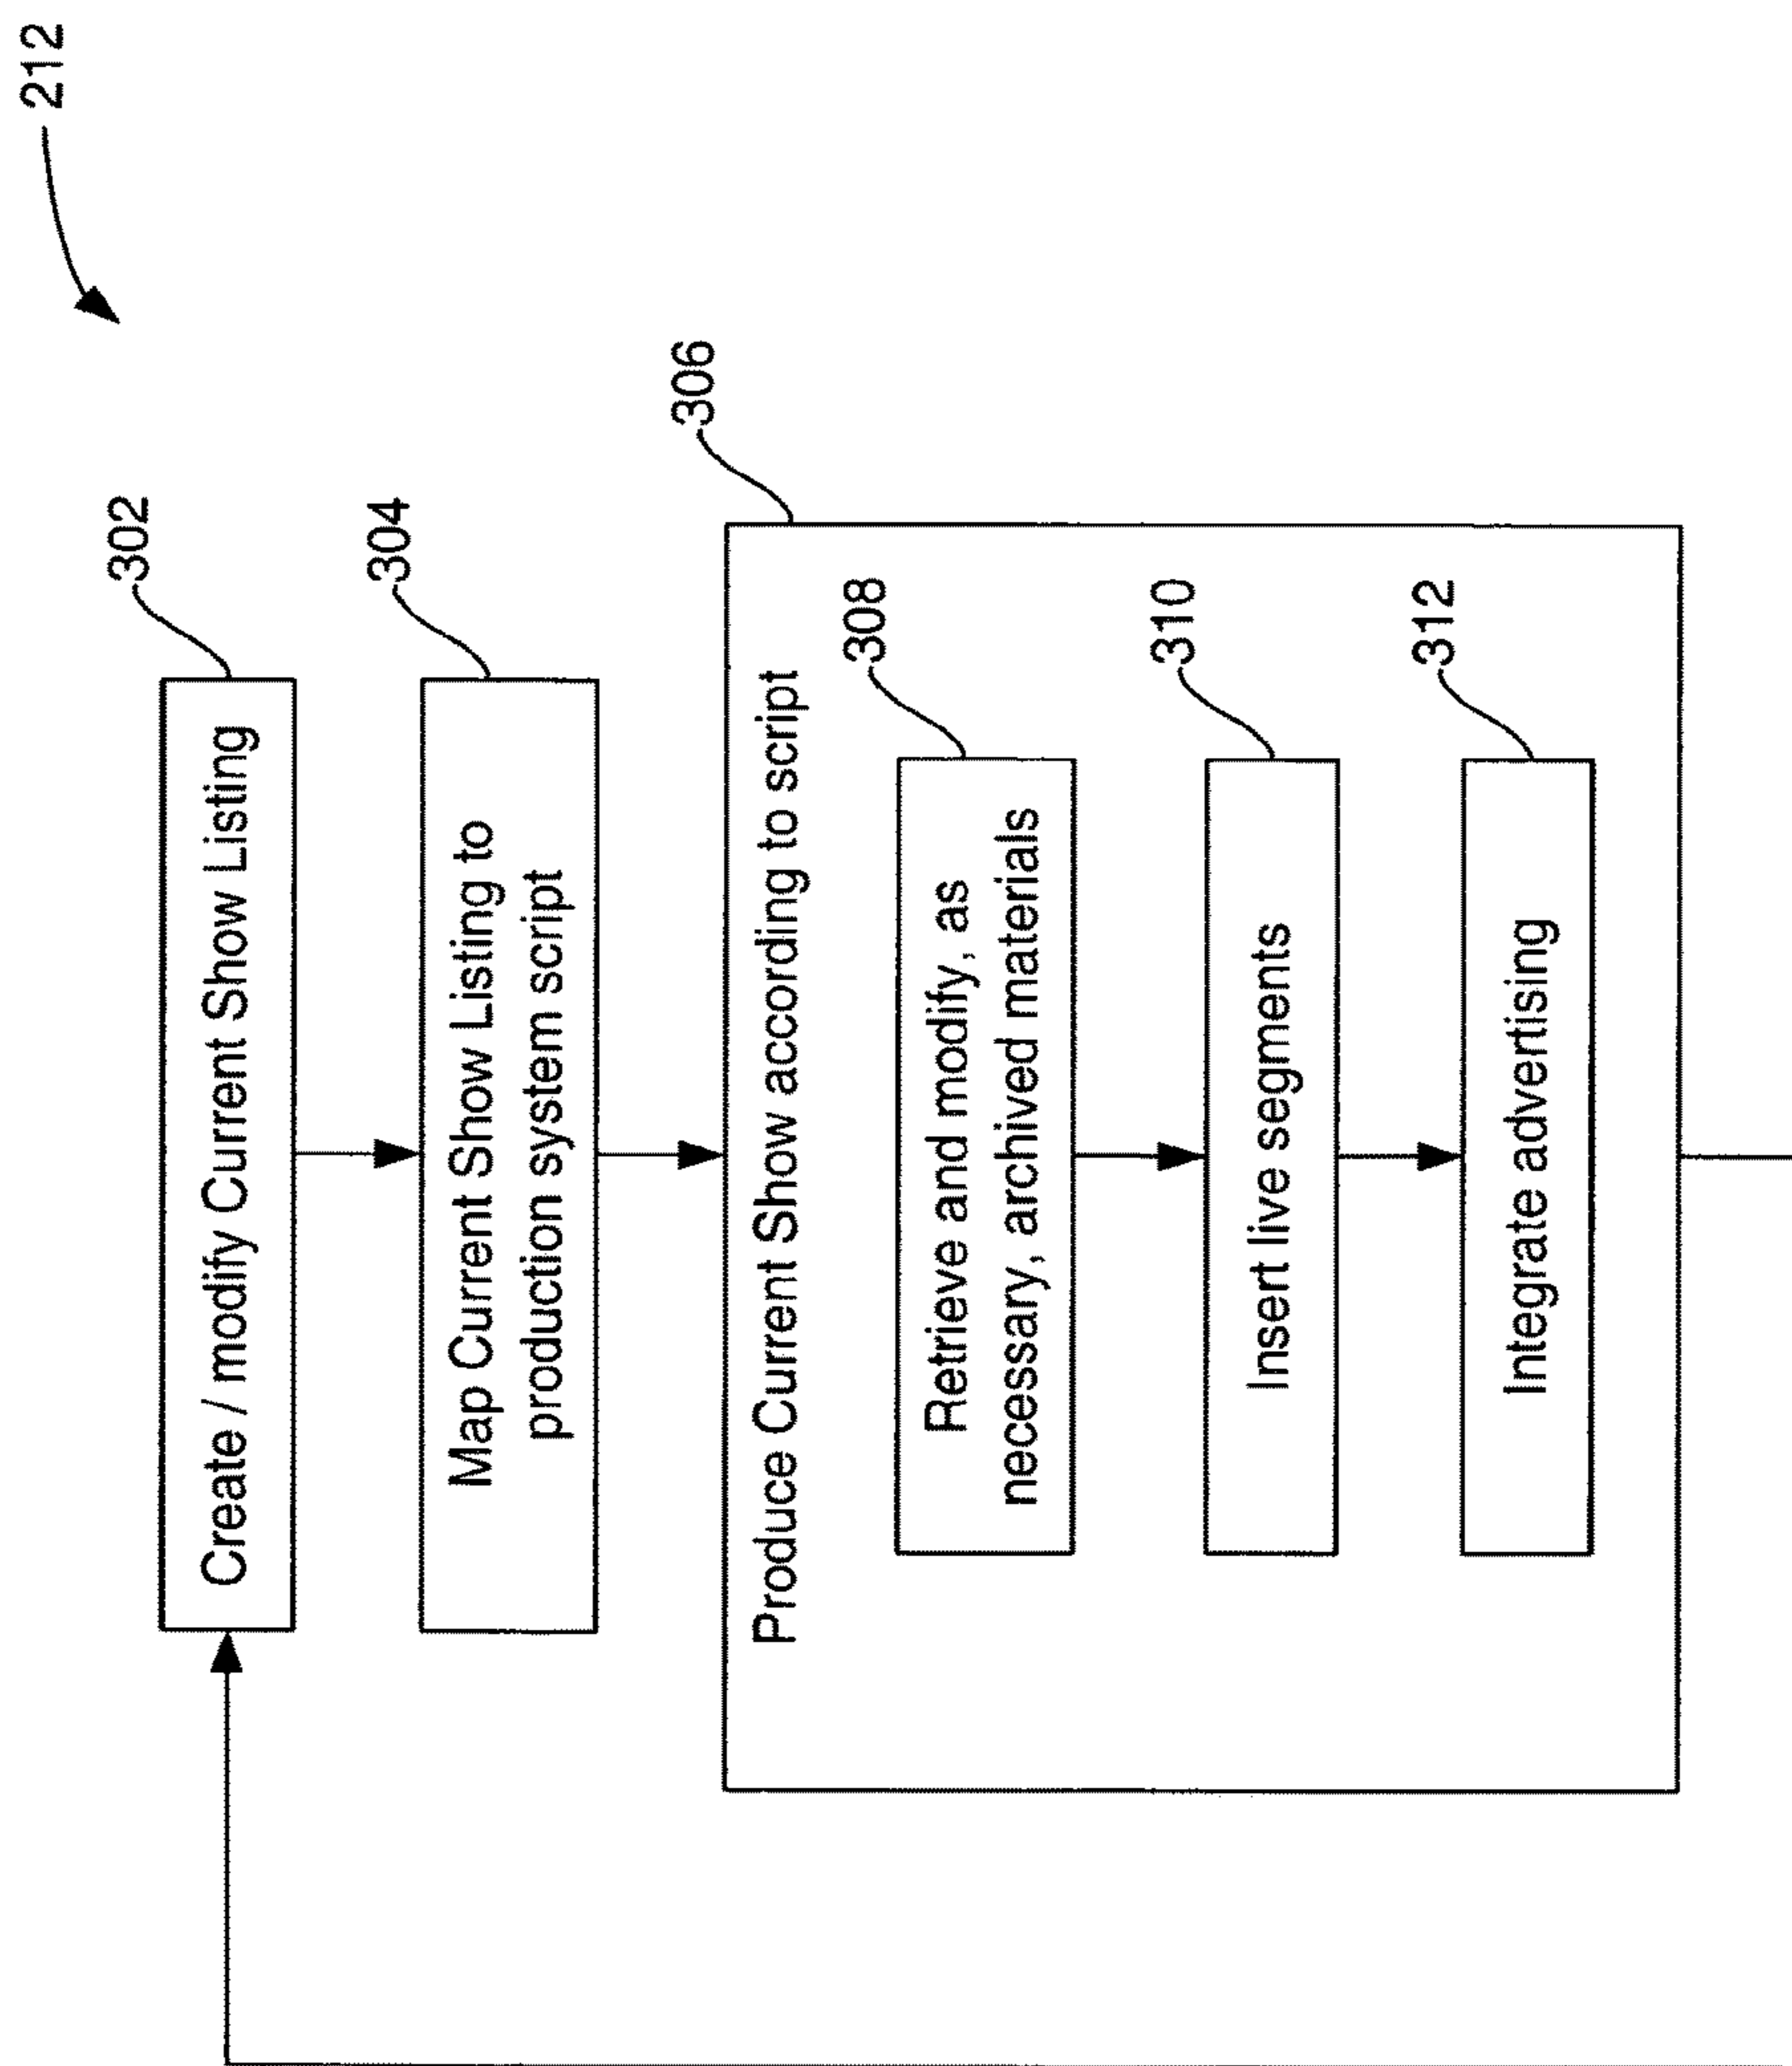 212
302
Create / modify Current Show Listing
304
Map Current Show Listing to
production system script
306
Produce Current Show according to script
308
Retrieve and modify, as
necessary, archived materials
310
Insert live segments
312
Integrate advertising